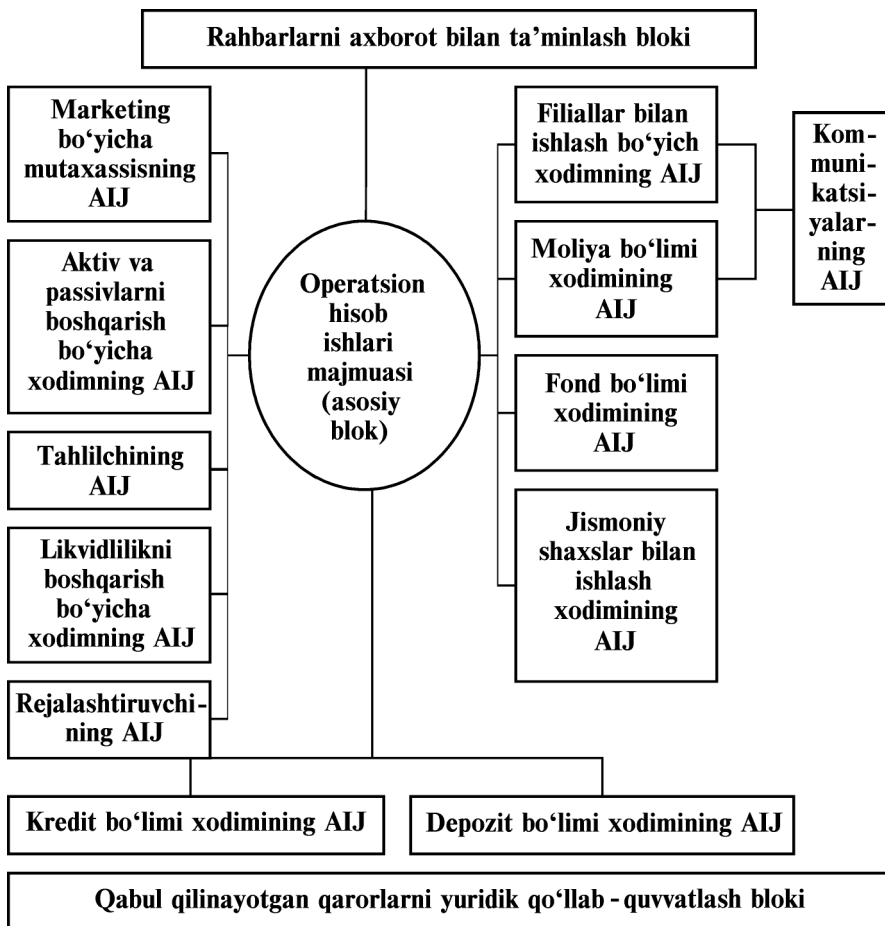 Rahbarlarni axborot bilan ta’minlash bloki
Marketing
bo‘yicha
mutaxassisning
AIJ
Aktiv va
passivlarni
boshqarish
bo‘yicha
xodimning AIJ
Tahlilchining
AIJ
Likvidlilikni
boshqarish
bo‘yicha
xodimning AIJ
Rejalashtiruvchi-
ning AIJ
Operatsion
hisob
ishlari
majmuasi
(asosiy
blok)
Filiallar bilan
ishlash bo‘yich
xodimning AIJ
Moliya bo‘limi
xodimining
AIJ
Fond bo‘limi
xodimining
AIJ
Jismoniy
shaxslar bilan
ishlash
xodimining
AIJ
Kom-
muni-
katsi-
yalar-
ning
AIJ
Kredit bo‘limi xodimining AIJ
Depozit bo‘limi xodimining AIJ
Qabul qilinayotgan qarorlarni yuridik qo‘llab-quvvatlash bloki